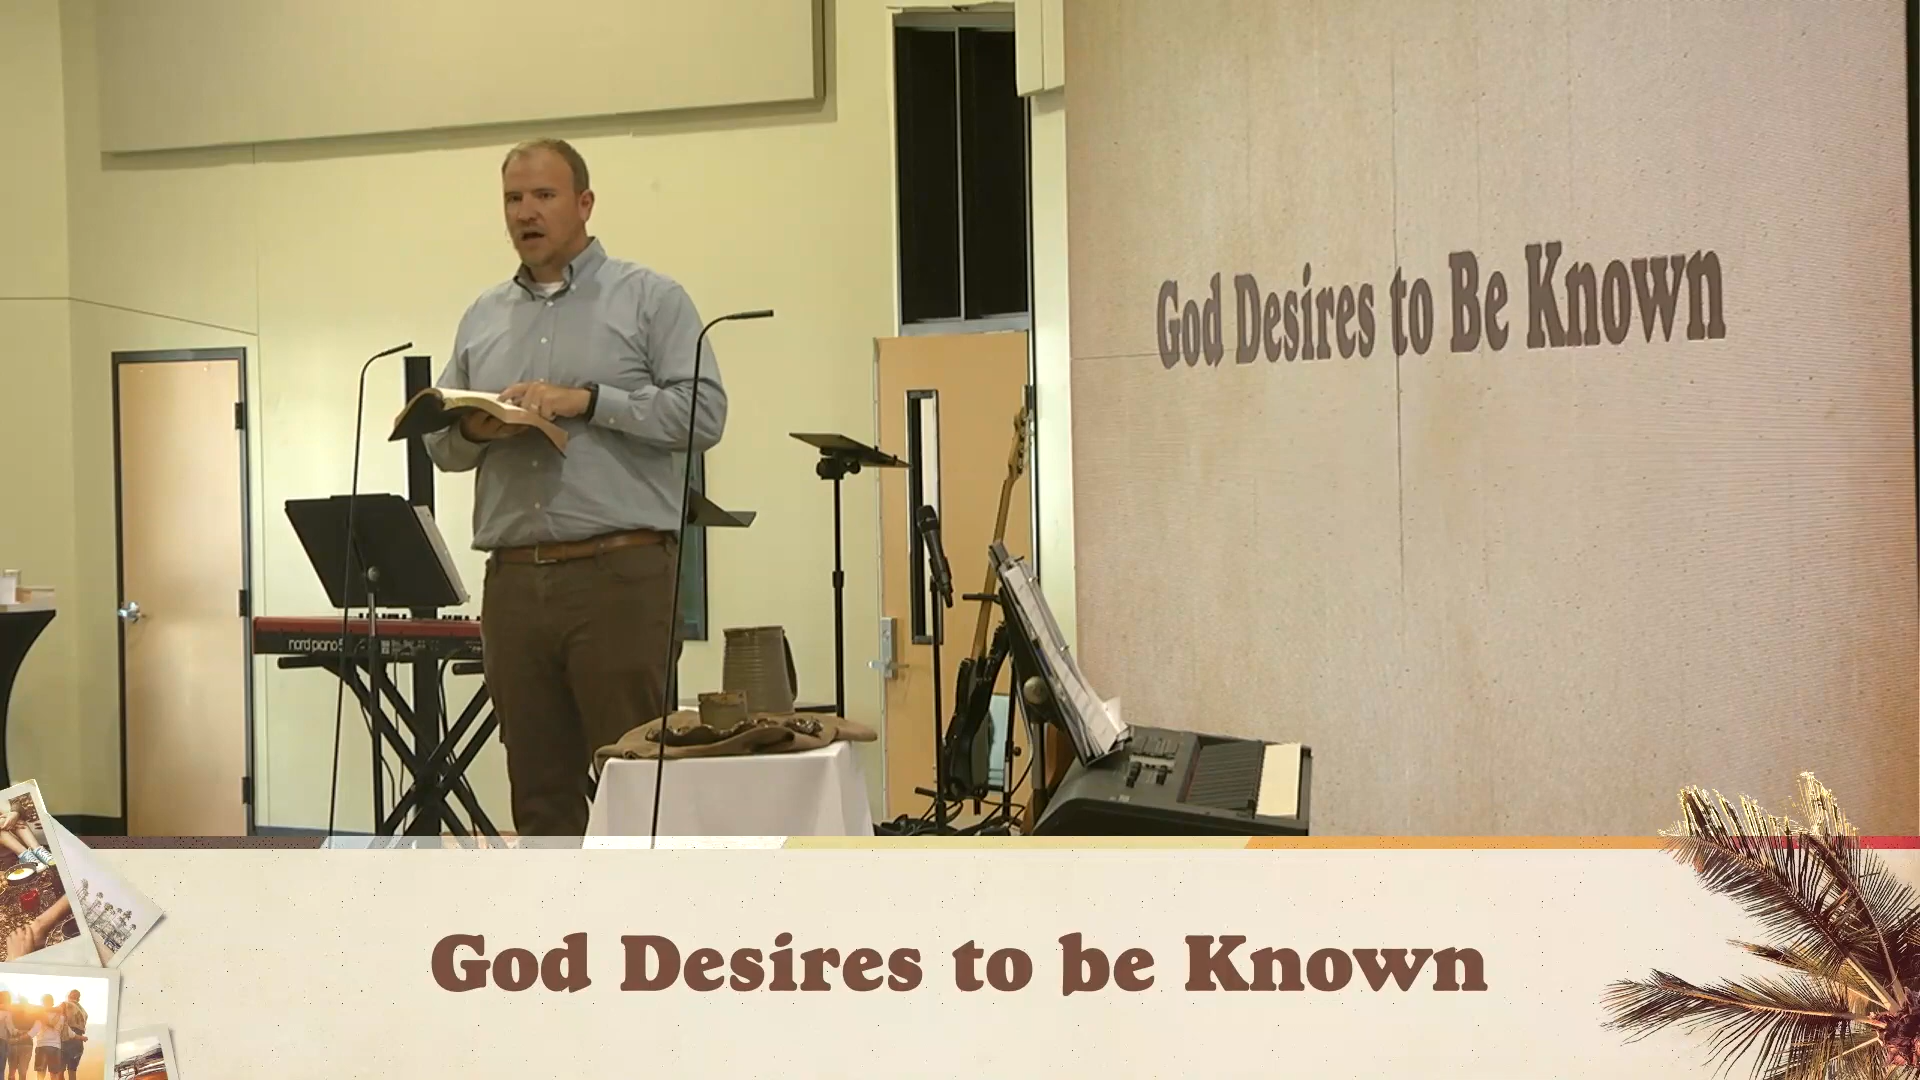 God Desires to Be Known
nord piano 5
God Desires to be Known